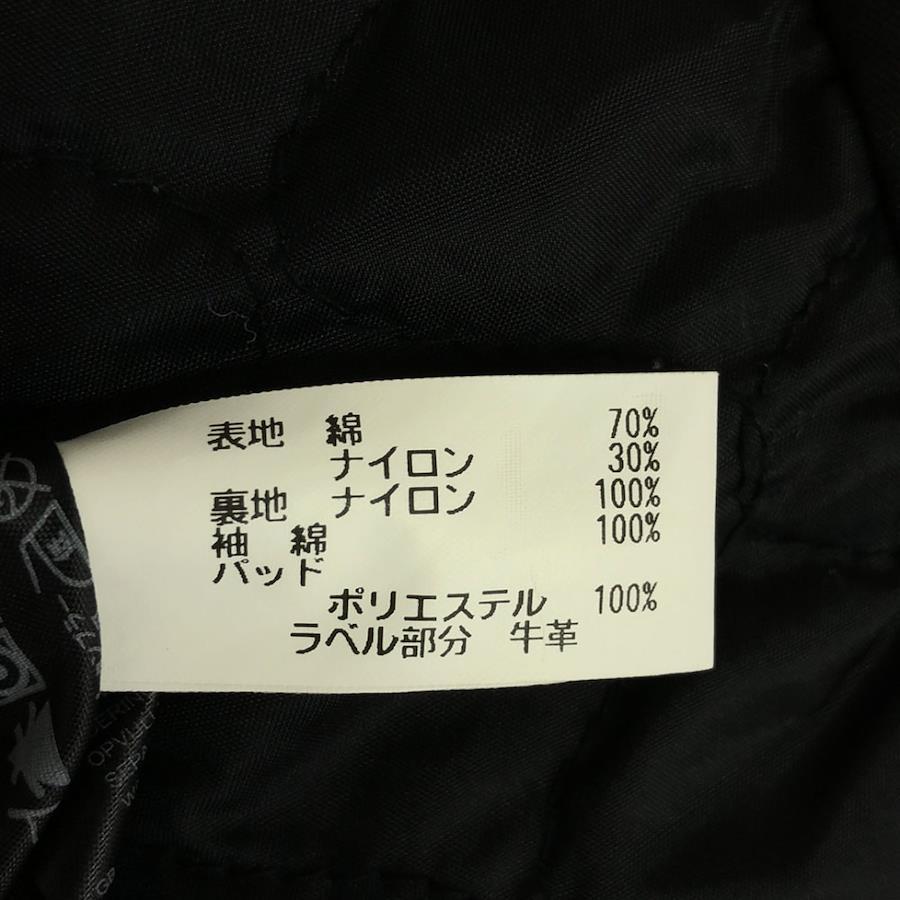 表地 綿 70%
ナイロン 30%
裏地 ナイロン 100%
袖 綿 100%
パッド
ポリエステル 100%
ラベル部分 牛革